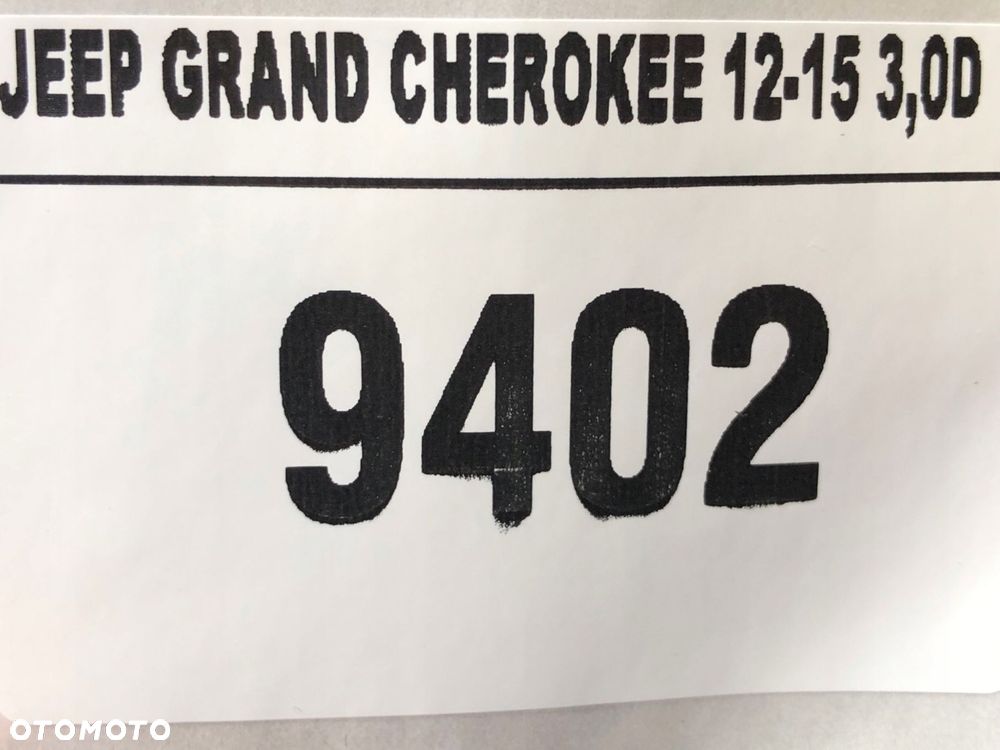 JEEP GRAND CHEROKEE 12-15 3,0D
9402
OTOMOTO